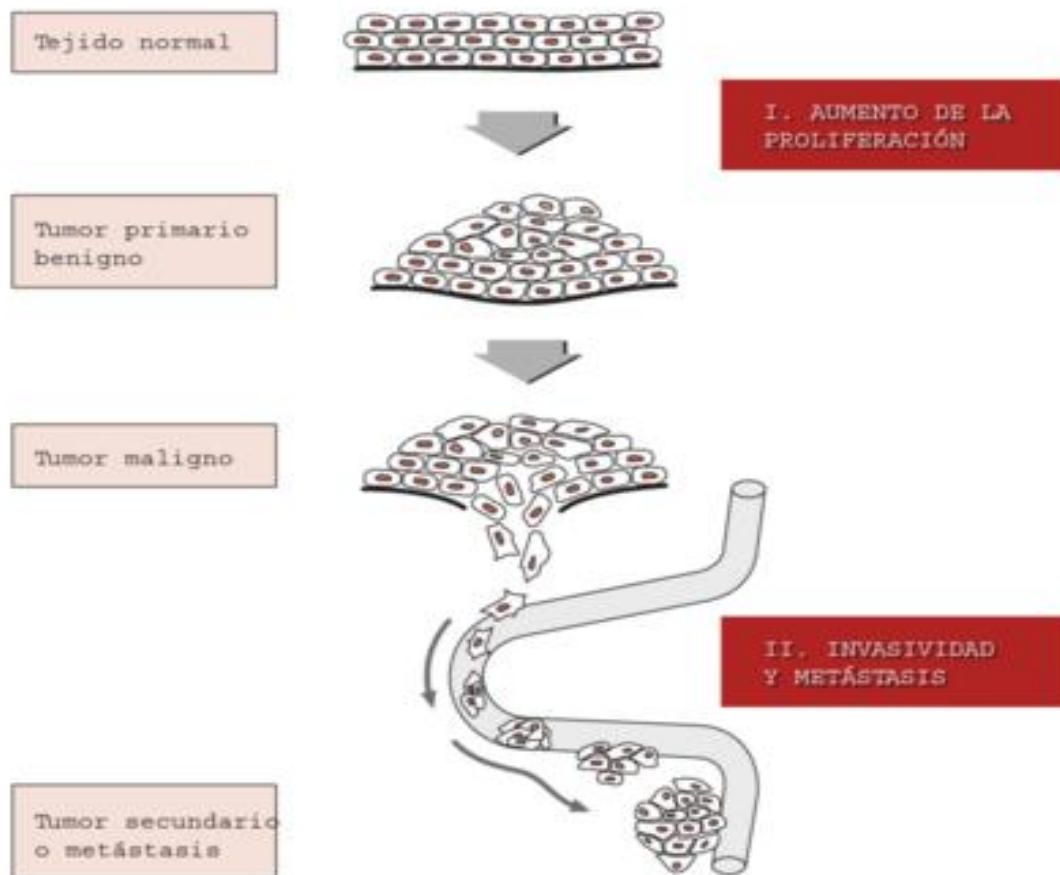 Tejido normal
I. AUMENTO DE LA
PROLIFERACIÓN
Tumor primario
benigno
Tumor maligno
II. INVASIVIDAD
Y METÁSTASIS
Tumor secundario
o metástasis